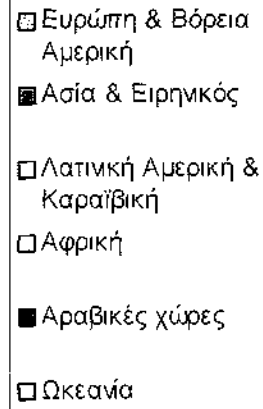 Ευρώπη & Βόρεια
Αμερική
Ασία & Ειρηνικός
Λατινική Αμερική &
Καραϊβική
Αφρική
Αραβικές χώρες
Ωκεανία